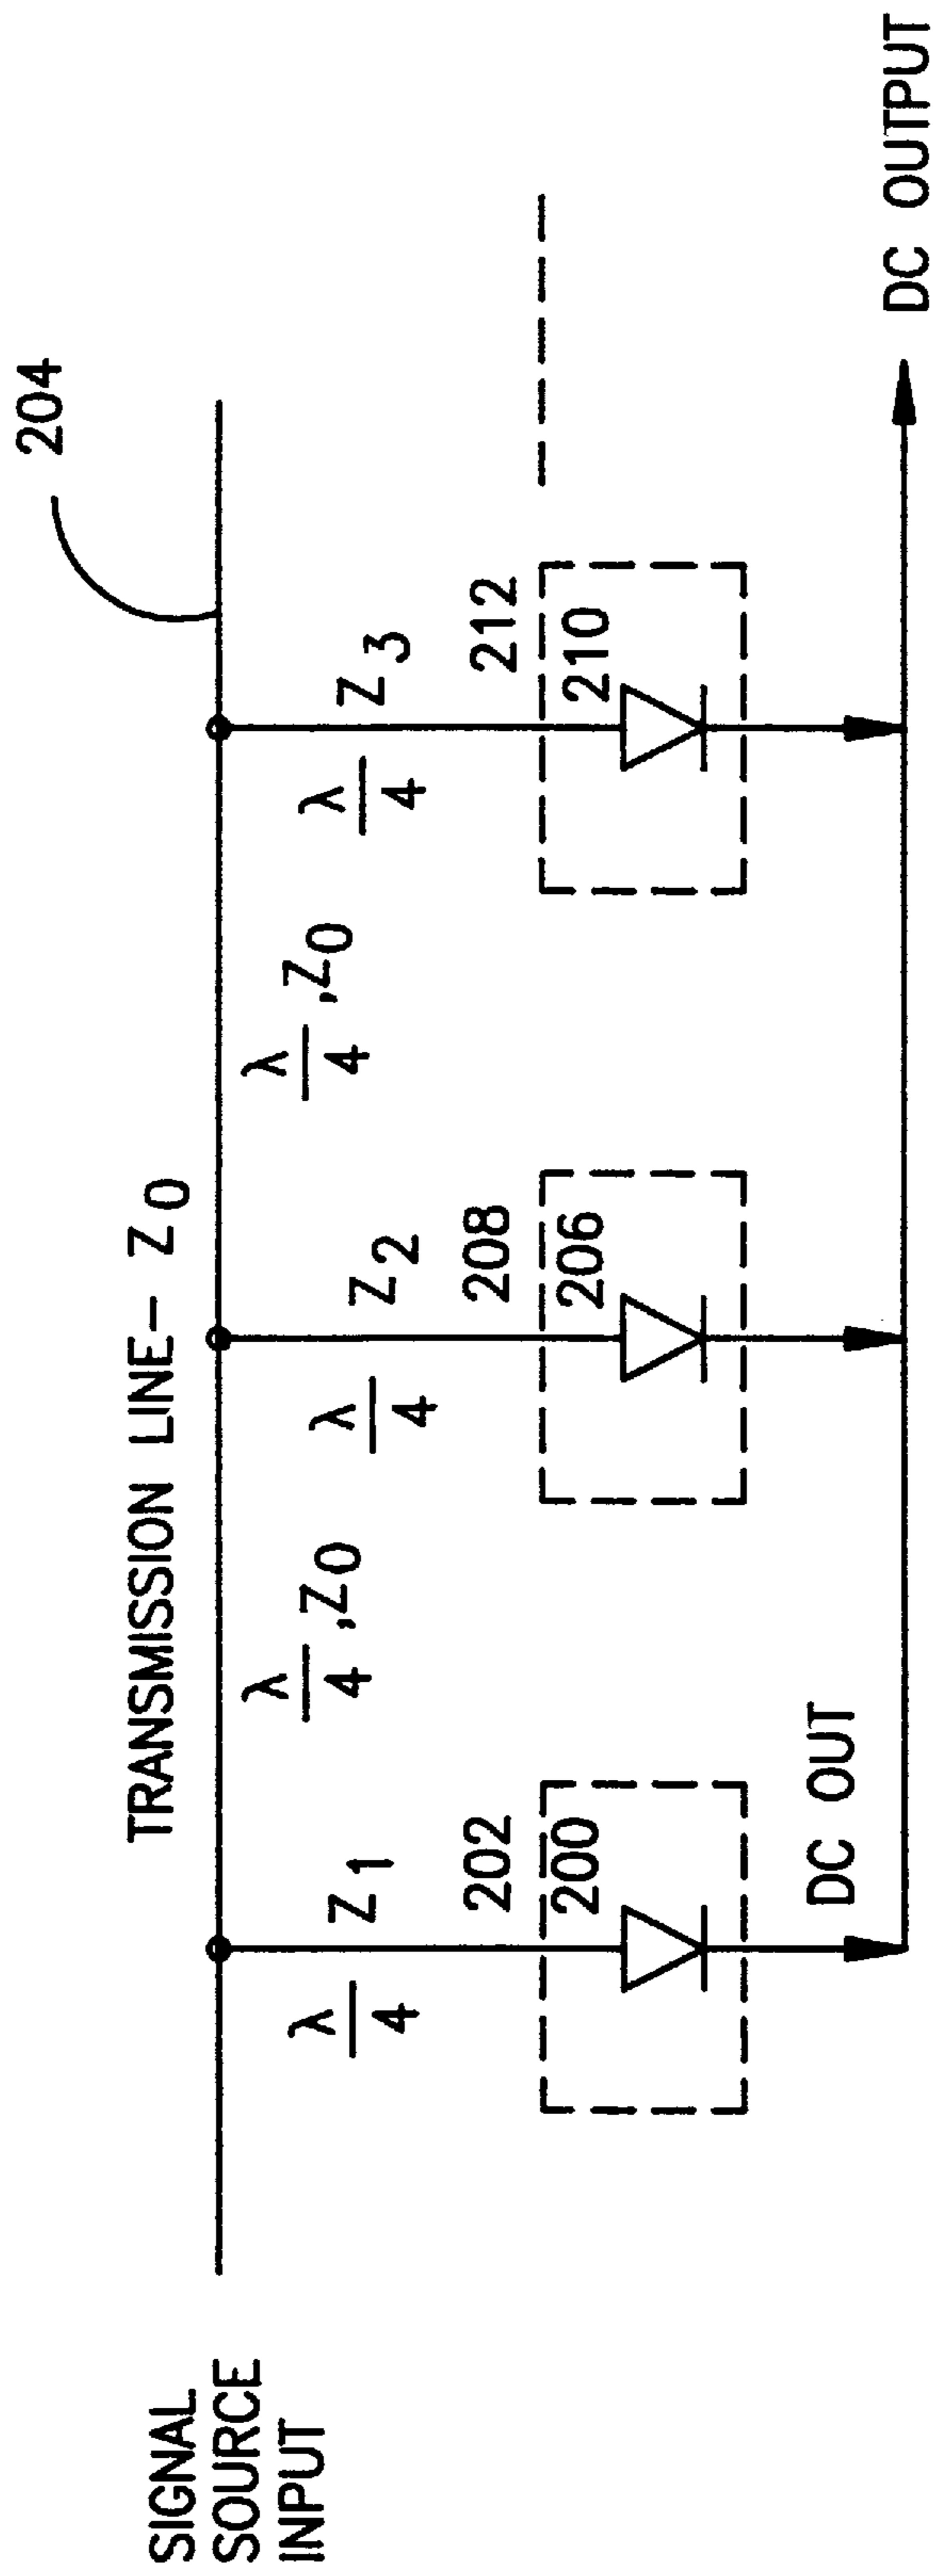 204
TRANSMISSION LINE- Z0
SIGNAL
SOURCE
INPUT
λ/4
Z1
λ/4 ,Z0
λ/4
Z2
λ/4 ,Z0
λ/4
Z3
202
200
208
206
212
210
DC OUT
DC OUTPUT